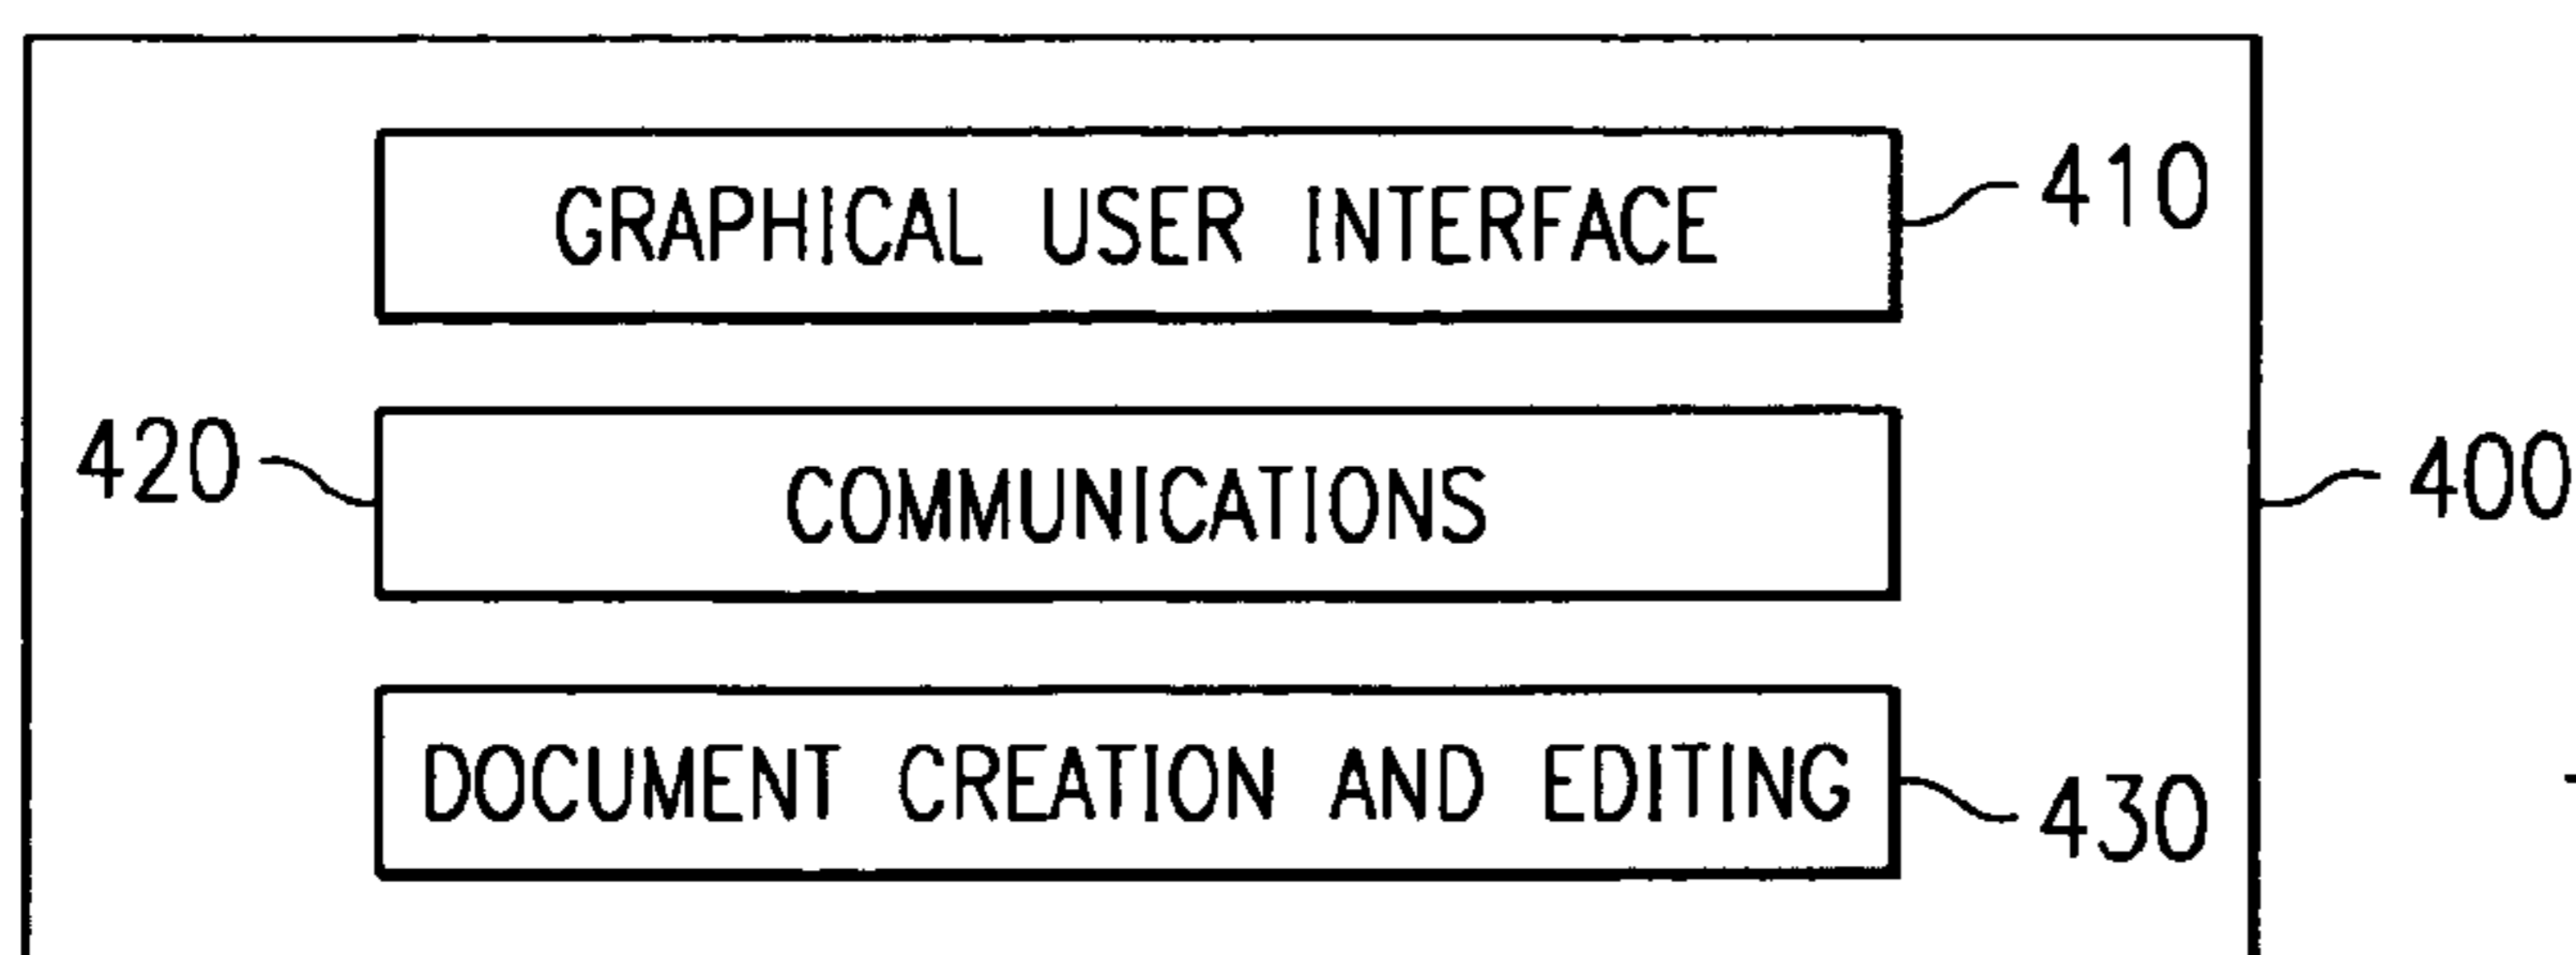 GRAPHICAL USER INTERFACE 410
420 COMMUNICATIONS 400
DOCUMENT CREATION AND EDITING 430